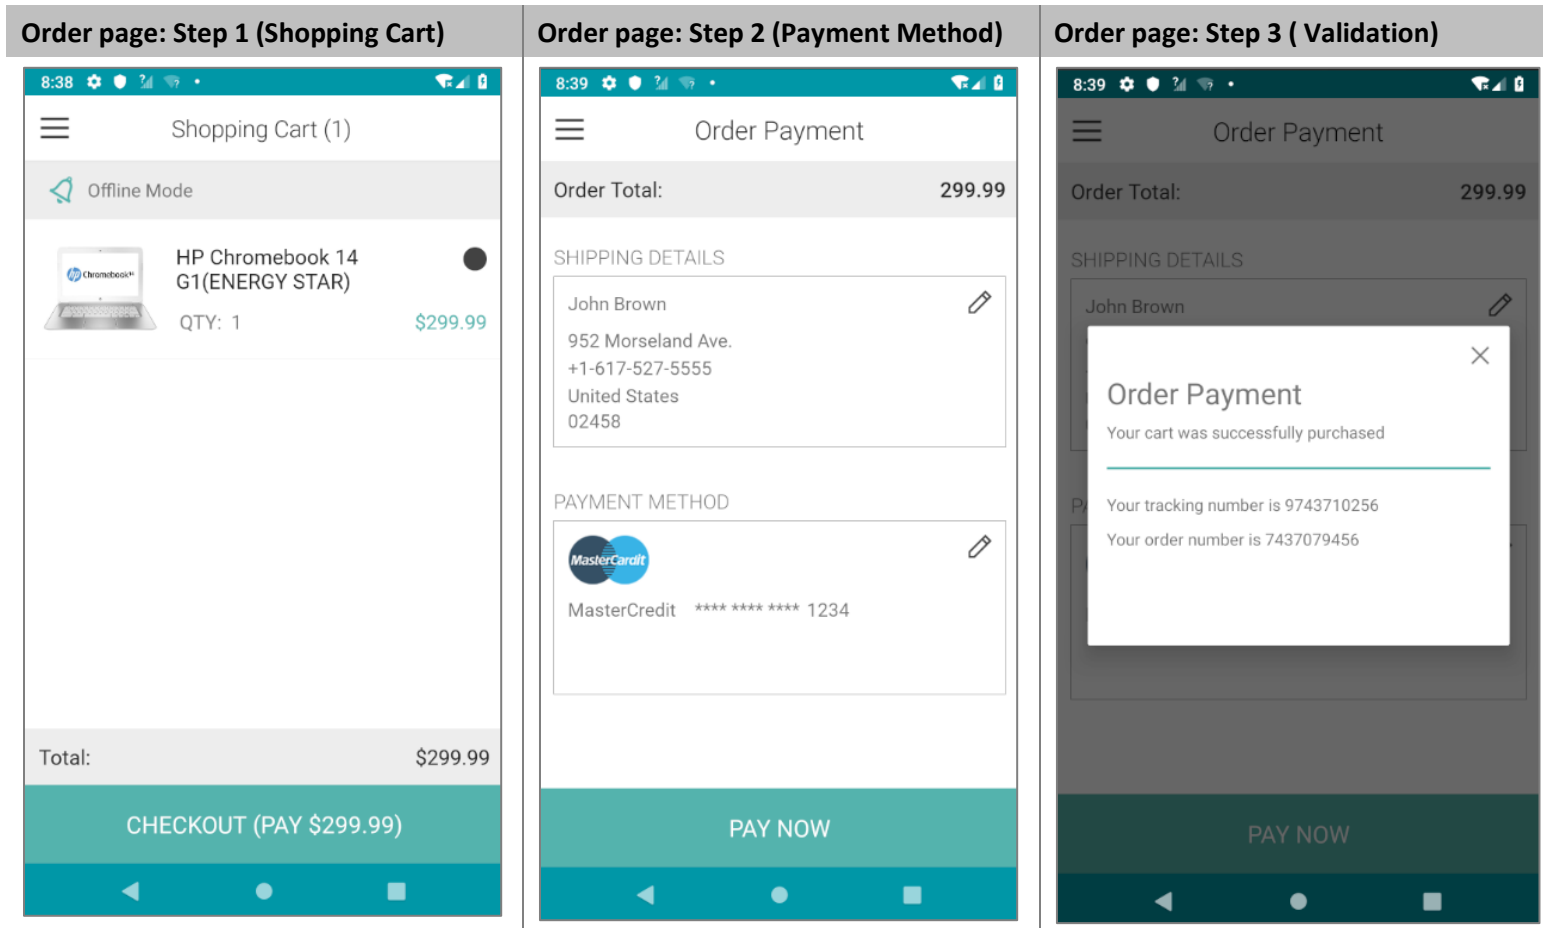 Order page: Step 1 (Shopping Cart)
8:38
Shopping Cart (1)
Offline Mode
hp Chromebook14
HP Chromebook 14
G1(ENERGY STAR)
QTY: 1
$299.99
Total:
$299.99
CHECKOUT (PAY $299.99)
Order page: Step 2 (Payment Method)
8:39
Order Payment
Order Total:
299.99
SHIPPING DETAILS
John Brown
952 Morseland Ave.
+1-617-527-5555
United States
02458
PAYMENT METHOD
MasterCardit
MasterCredit **** **** **** 1234
PAY NOW
Order page: Step 3 ( Validation)
8:39
Order Payment
Order Total:
299.99
SHIPPING DETAILS
John Brown
Order Payment
Your cart was successfully purchased
Your tracking number is 9743710256
Your order number is 7437079456
PAY NOW